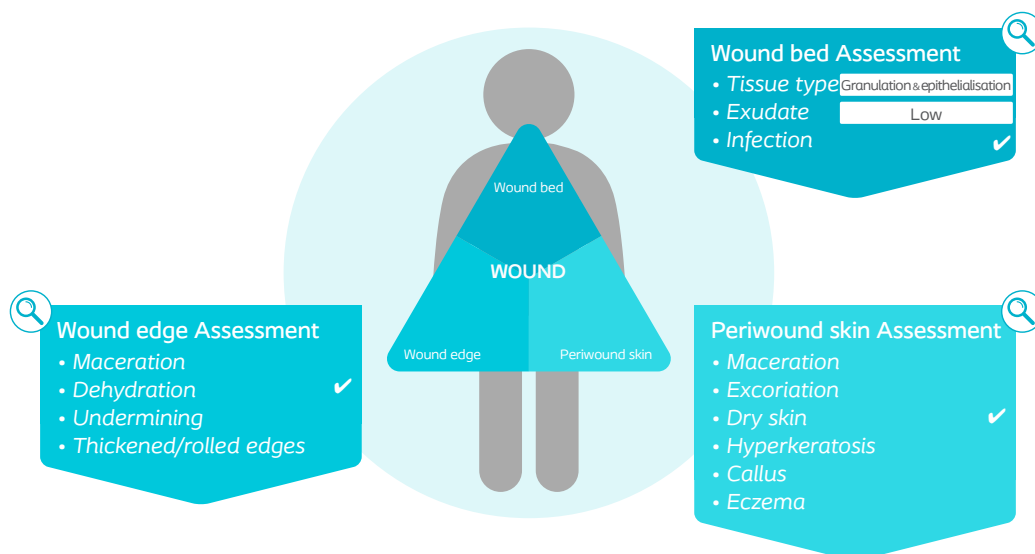 Wound bed Assessment
• Tissue type Granulation & epithelialisation
• Exudate Low
• Infection ✔
Wound bed
WOUND
Wound edge
Periwound skin
Wound edge Assessment
• Maceration
• Dehydration ✔
• Undermining
• Thickened/rolled edges
Periwound skin Assessment
• Maceration
• Excoriation
• Dry skin ✔
• Hyperkeratosis
• Callus
• Eczema